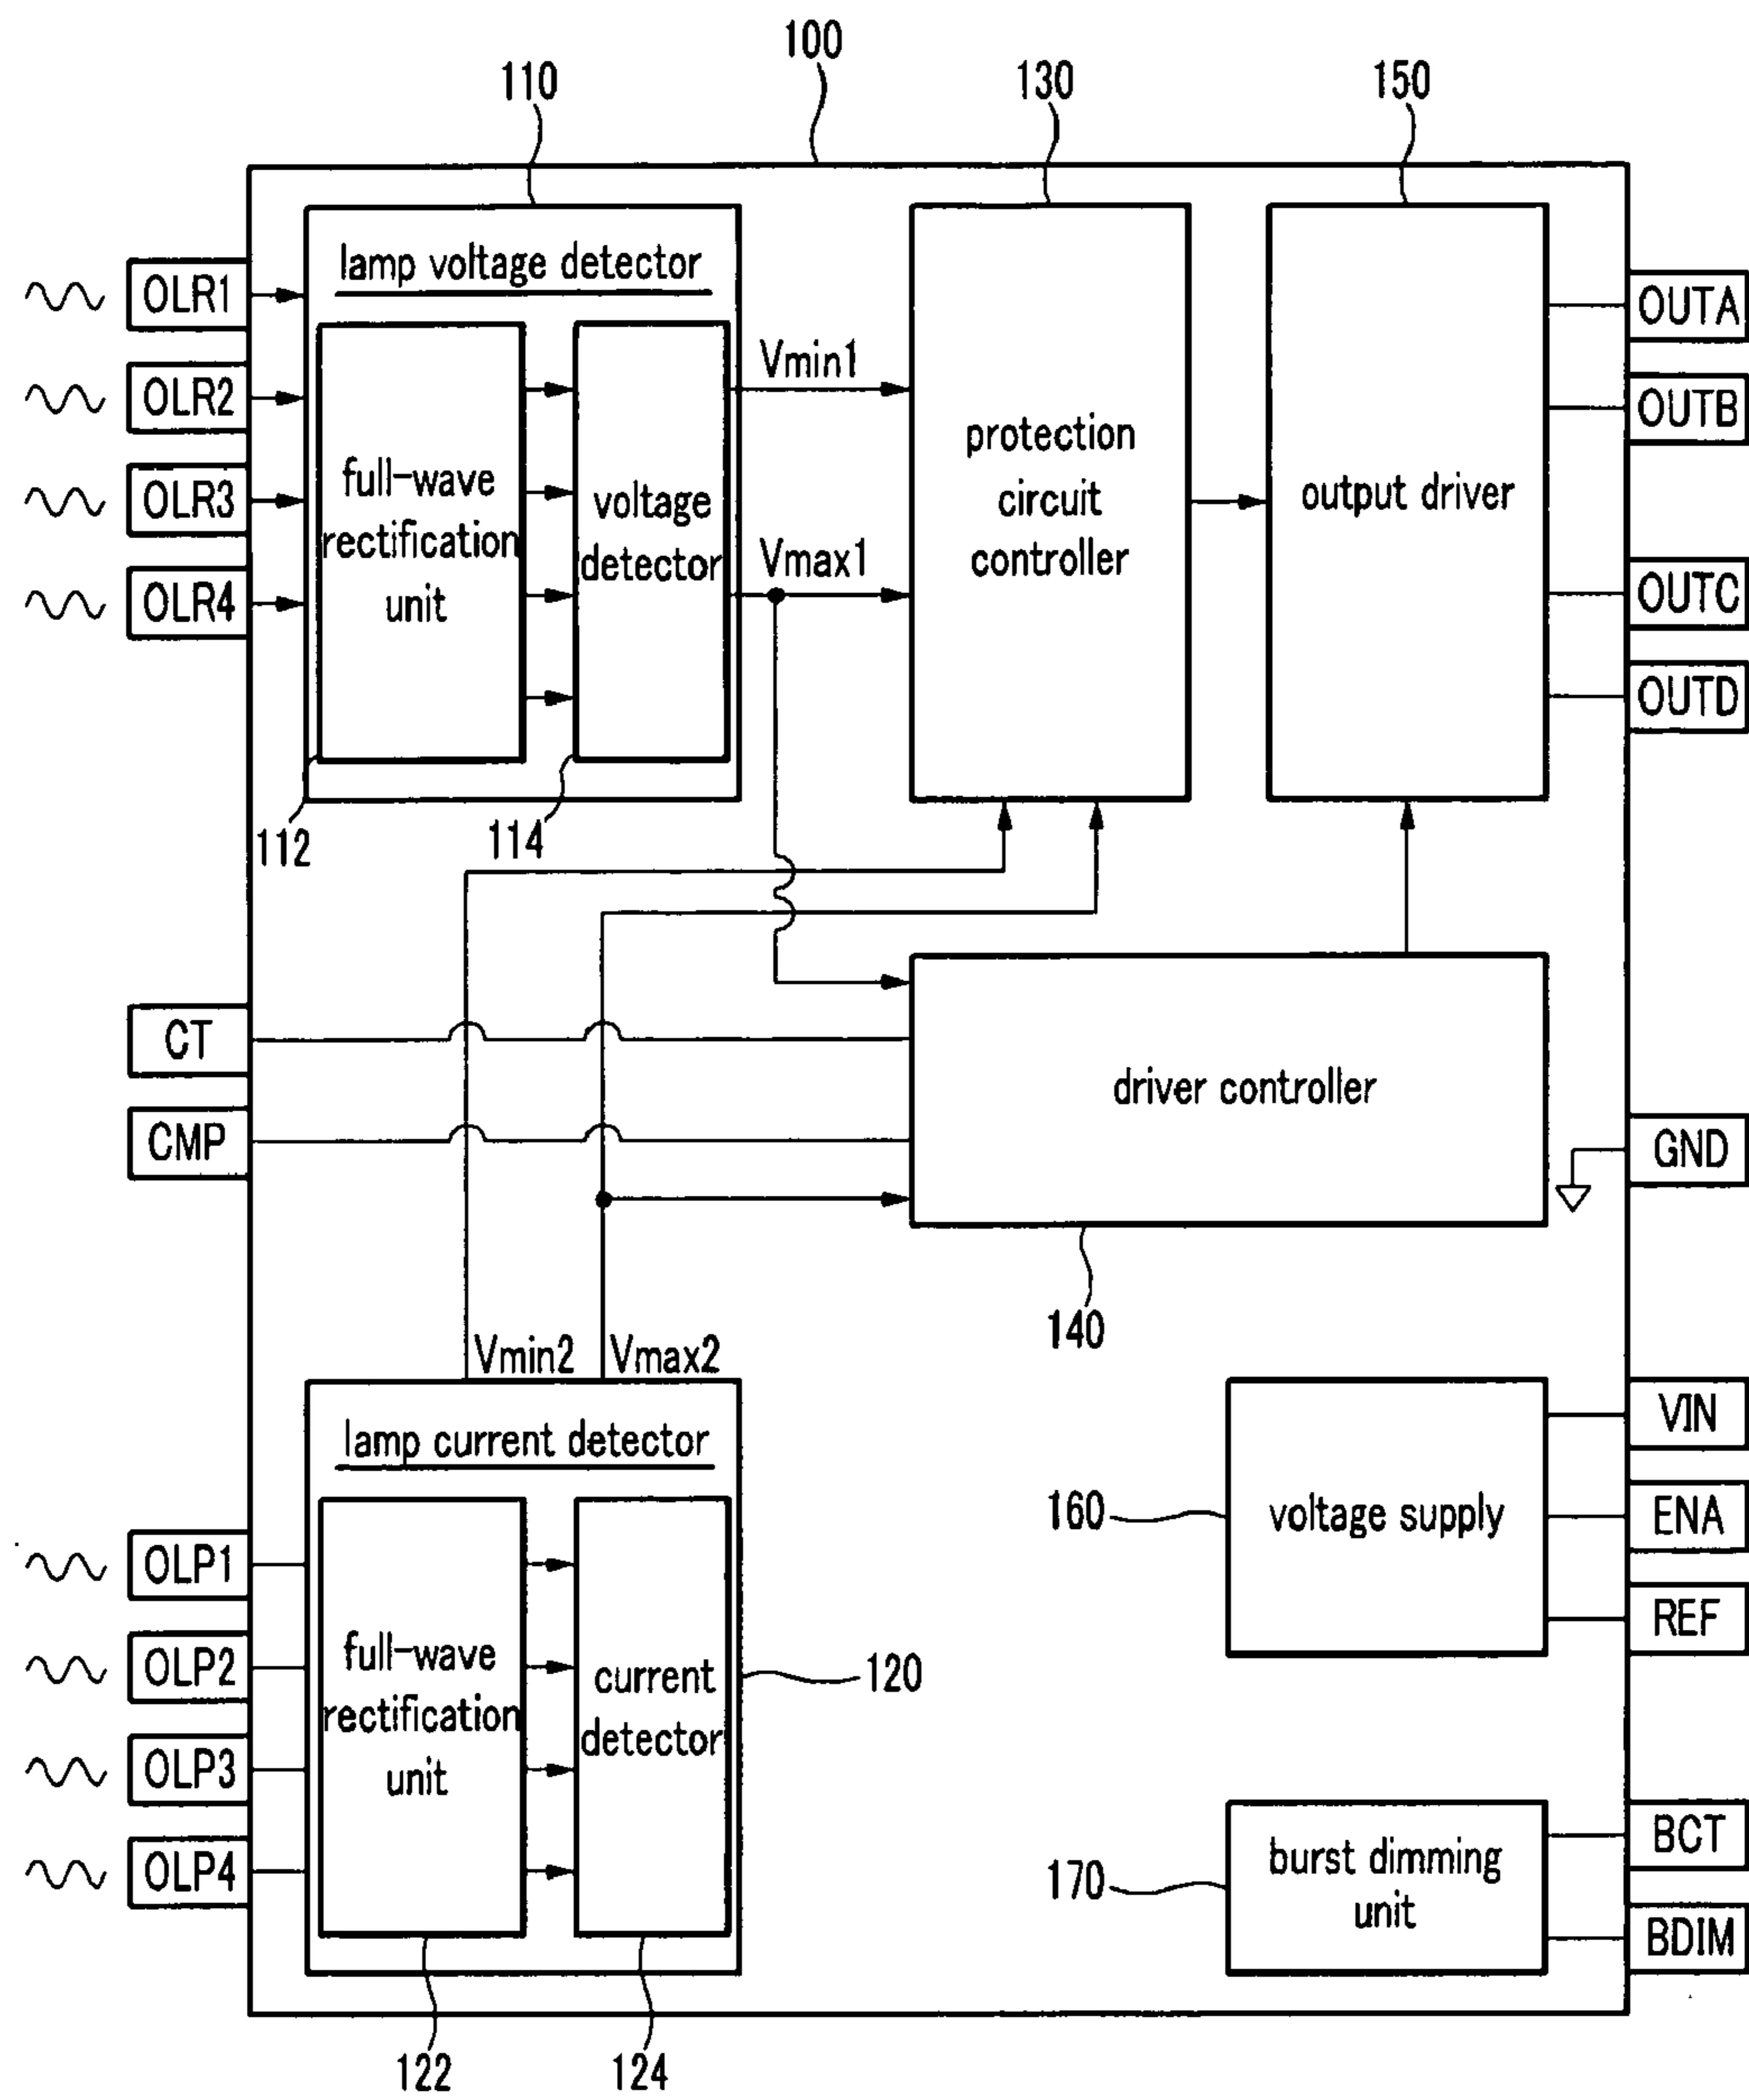 100
110
130
150
lamp voltage detector
OLR1
OLR2
OLR3
OLR4
full-wave
rectification
unit
voltage
detector
Vmin1
Vmax1
protection
circuit
controller
output driver
OUTA
OUTB
OUTC
OUTD
112
114
CT
CMP
driver controller
GND
140
Vmin2
Vmax2
lamp current detector
OLP1
OLP2
OLP3
OLP4
full-wave
rectification
unit
current
detector
120
160
voltage supply
VIN
ENA
REF
170
burst dimming
unit
BCT
BDIM
122
124